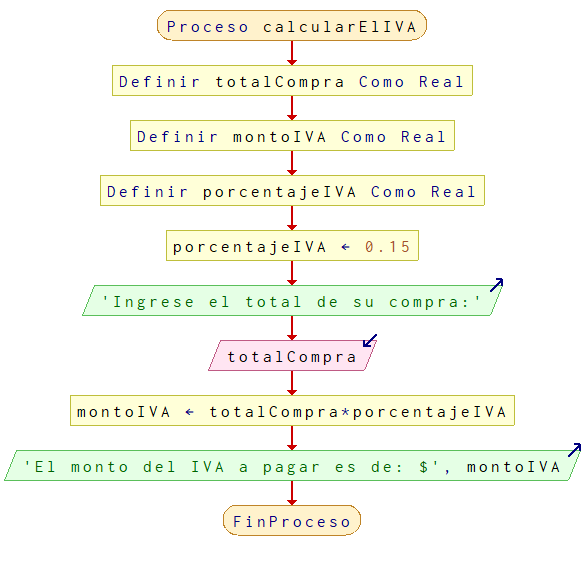 Proceso calcularElIVA
Definir totalCompra Como Real
Definir montoIVA Como Real
Definir porcentajeIVA Como Real
porcentajeIVA ← 0.15
'Ingrese el total de su compra:'
totalCompra
montoIVA ← totalCompra*porcentajeIVA
'El monto del IVA a pagar es de: $', montoIVA
FinProceso